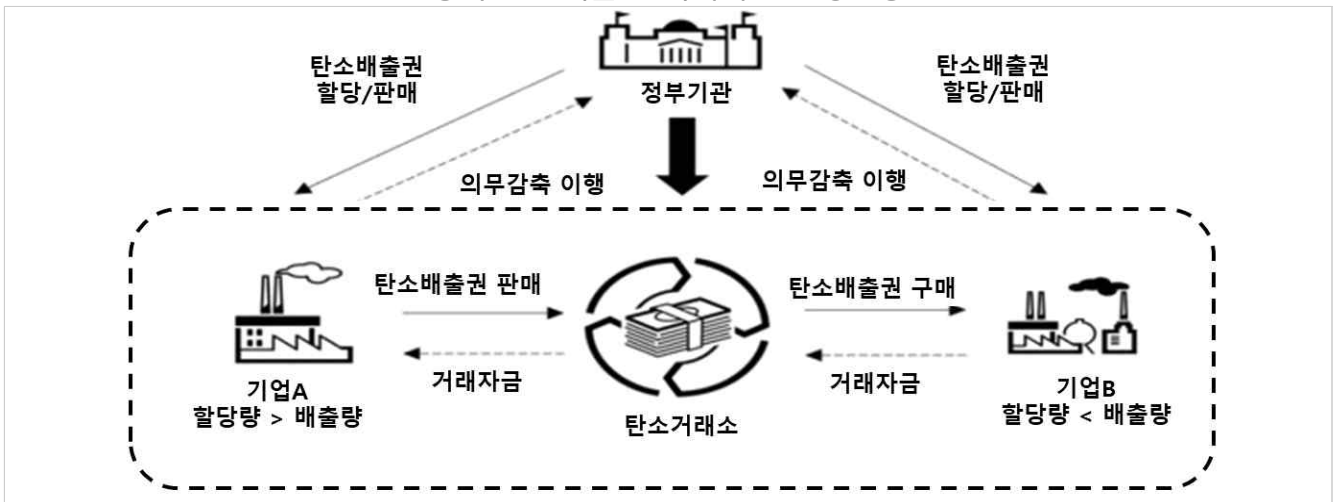 탄소배출권
할당/판매
정부기관
탄소배출권
할당/판매
의무감축 이행
의무감축 이행
탄소배출권 판매
탄소배출권 구매
거래자금
거래자금
기업A
할당량 > 배출량
탄소거래소
기업B
할당량 < 배출량